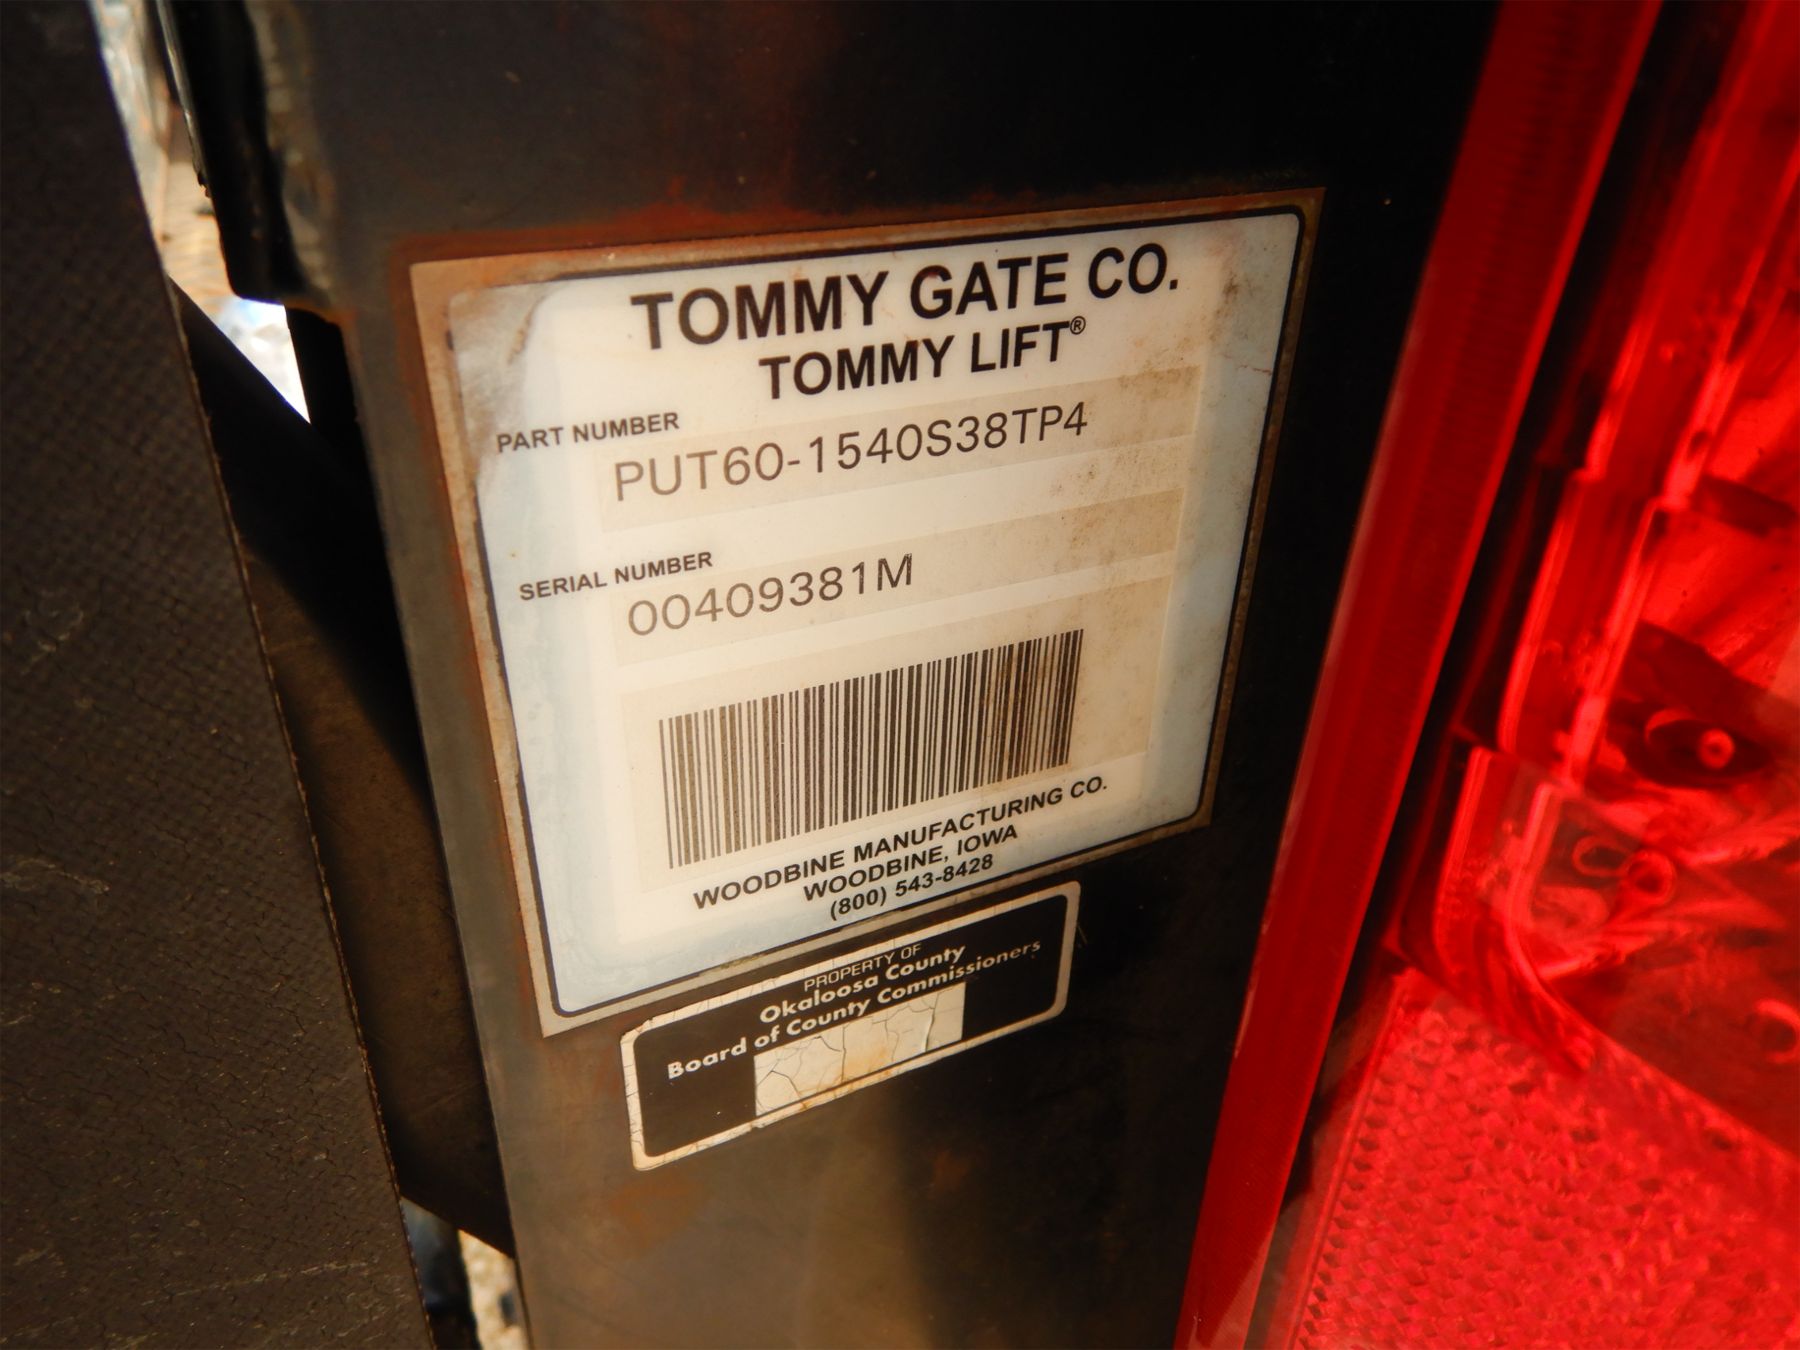 TOMMY GATE CO.
TOMMY LIFT®
PART NUMBER
PUT60-1540S38TP4
SERIAL NUMBER
00409381M
WOODBINE MANUFACTURING CO.
WOODBINE, IOWA
(800) 543-8428
PROPERTY OF
Okaloosa County
Board of County Commissioners